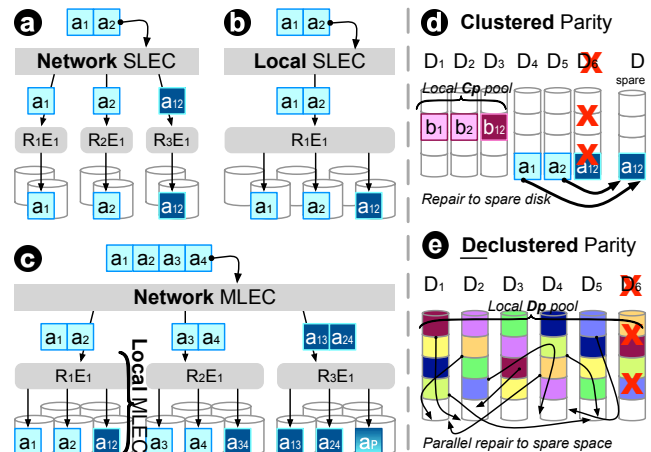 a
a1 a2
Network SLEC
a1 a2 a12
R1E1 R2E1 R3E1
a1 a2 a12
b
a1 a2
Local SLEC
a1 a2
R1E1
a1 a2 a12
c
a1 a2 a3 a4
Network MLEC
a1 a2 a3 a4 a13 a24
R1E1 R2E1 R3E1
Local MLEC
a1 a2 a12 a3 a4 a34 a13 a24 aP
d Clustered Parity
D1 D2 D3 D4 D5 D6 D
spare
Local Cp pool
b1 b2 b12
a1 a2 a12 a12
Repair to spare disk
e Declustered Parity
D1 D2 D3 D4 D5 D6
Local Dp pool
Parallel repair to spare space